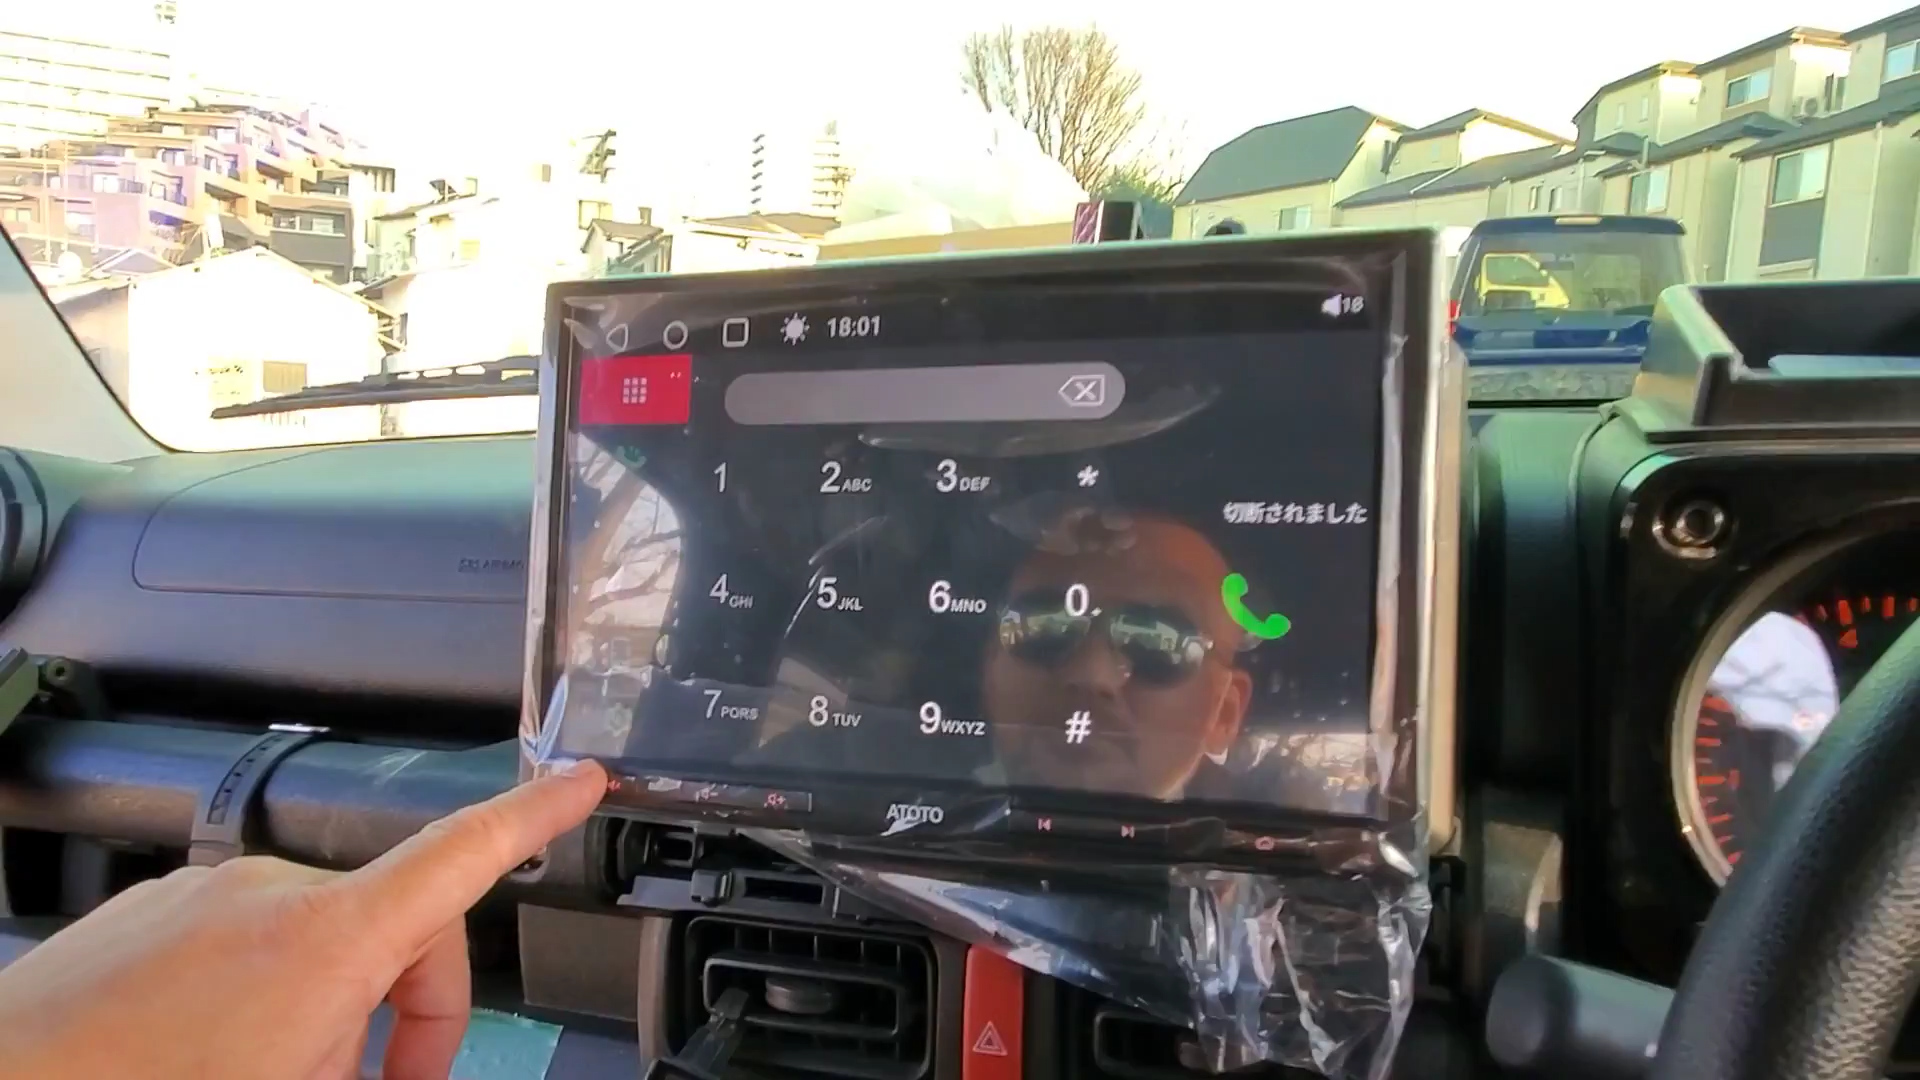 18:01
18
1
2ABC
3DEF
*
切断されました
4GHI
5JKL
6MNO
0+
7PQRS
8TUV
9WXYZ
#
ATOTO